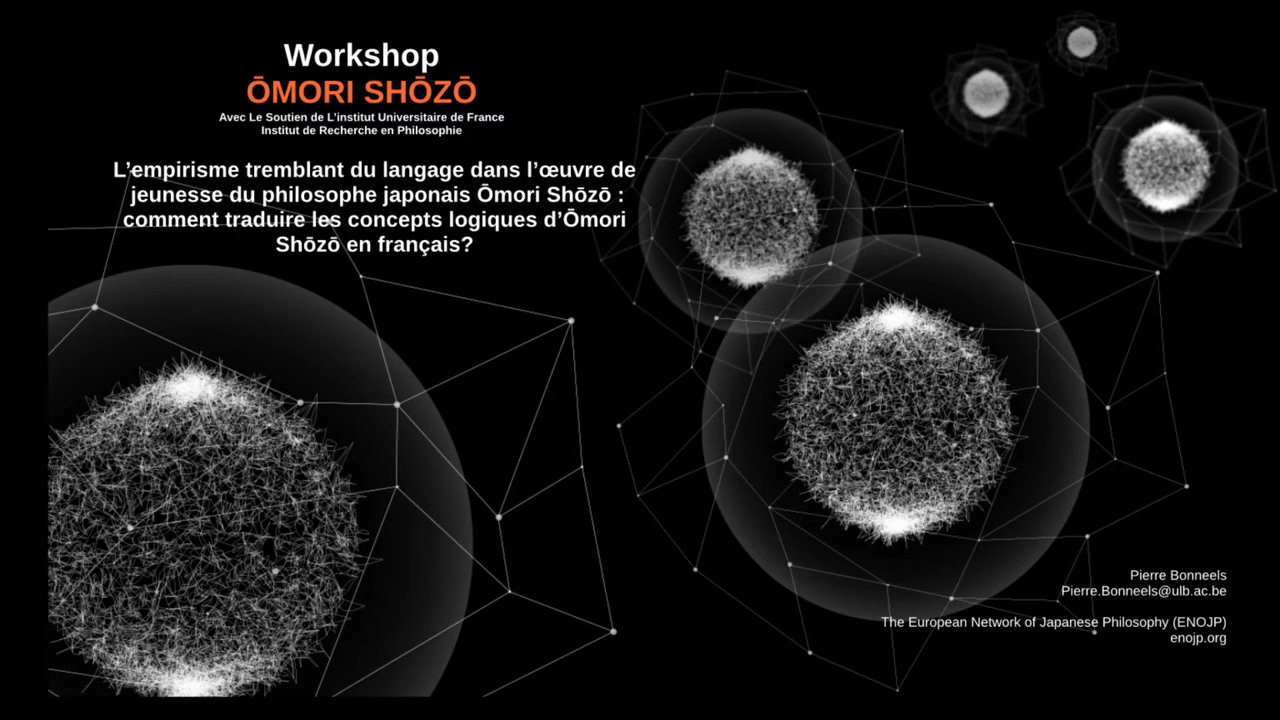 Workshop
ŌMORI SHŌZŌ
Avec Le Soutien de L’institut Universitaire de France
Institut de Recherche en Philosophie
L’empirisme tremblant du langage dans l’œuvre de
jeunesse du philosophe japonais Ōmori Shōzō :
comment traduire les concepts logiques d’Ōmori
Shōzō en français?
Pierre Bonneels
Pierre.Bonneels@ulb.ac.be
The European Network of Japanese Philosophy (ENOJP)
enojp.org